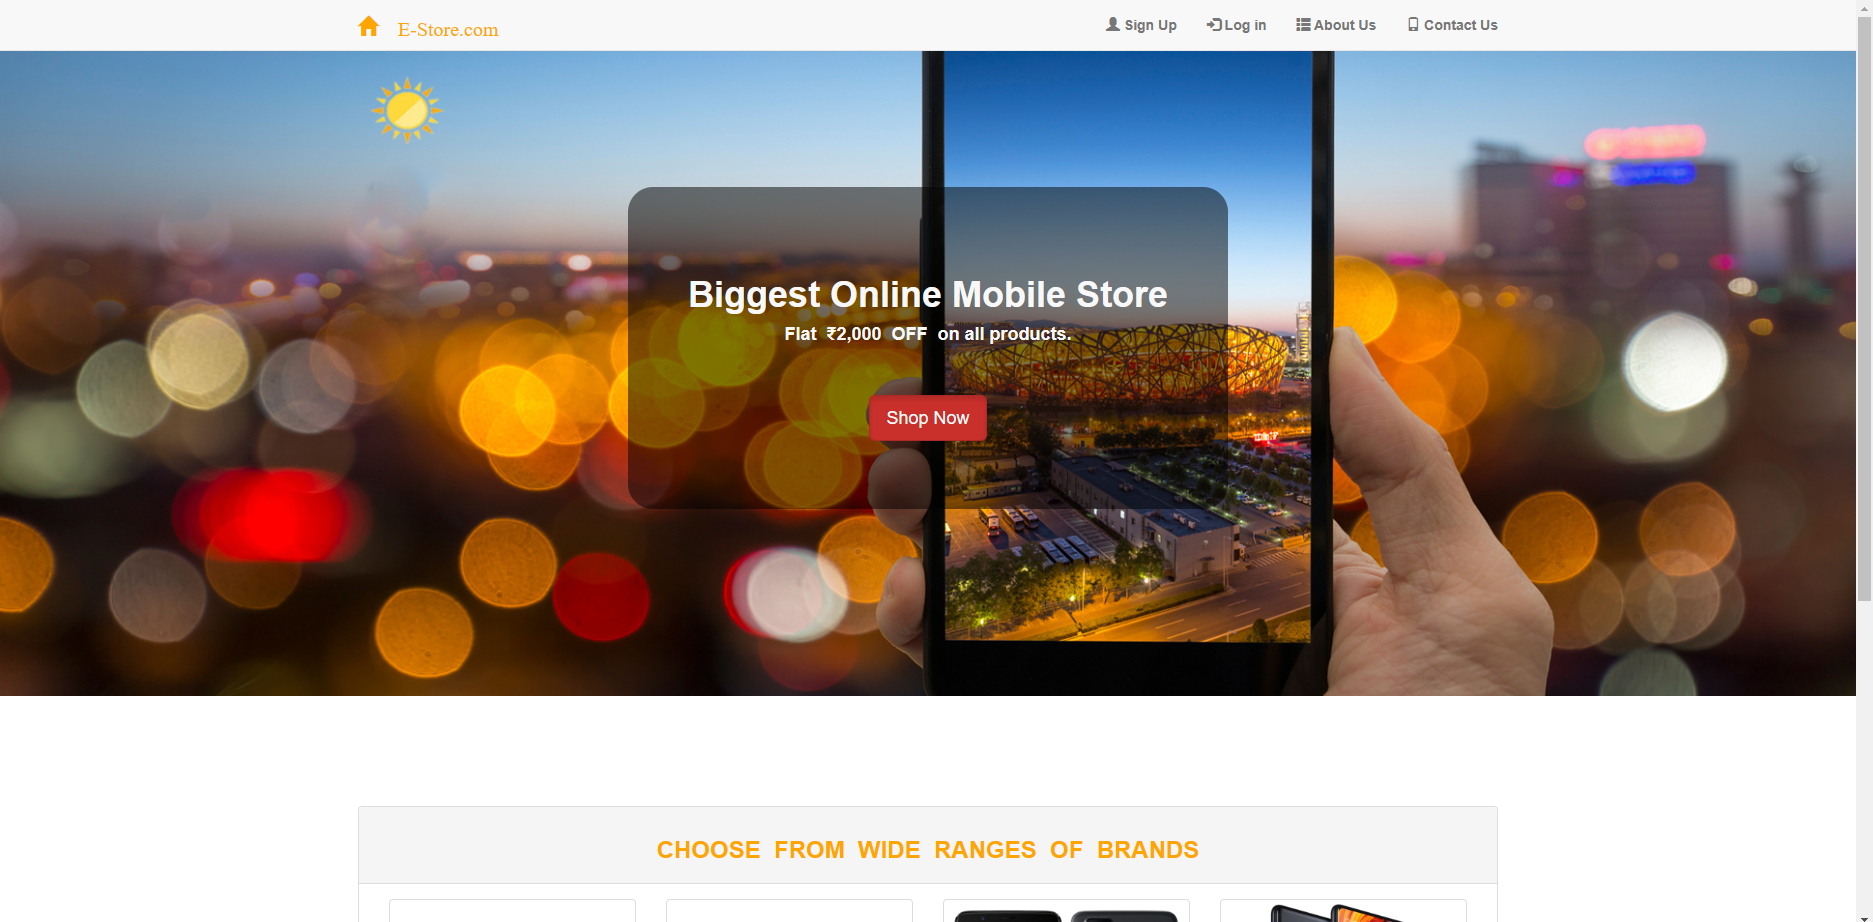 E-Store.com
Sign Up
Log in
About Us
Contact Us
Biggest Online Mobile Store
Flat ₹2,000 OFF on all products.
Shop Now
CHOOSE FROM WIDE RANGES OF BRANDS